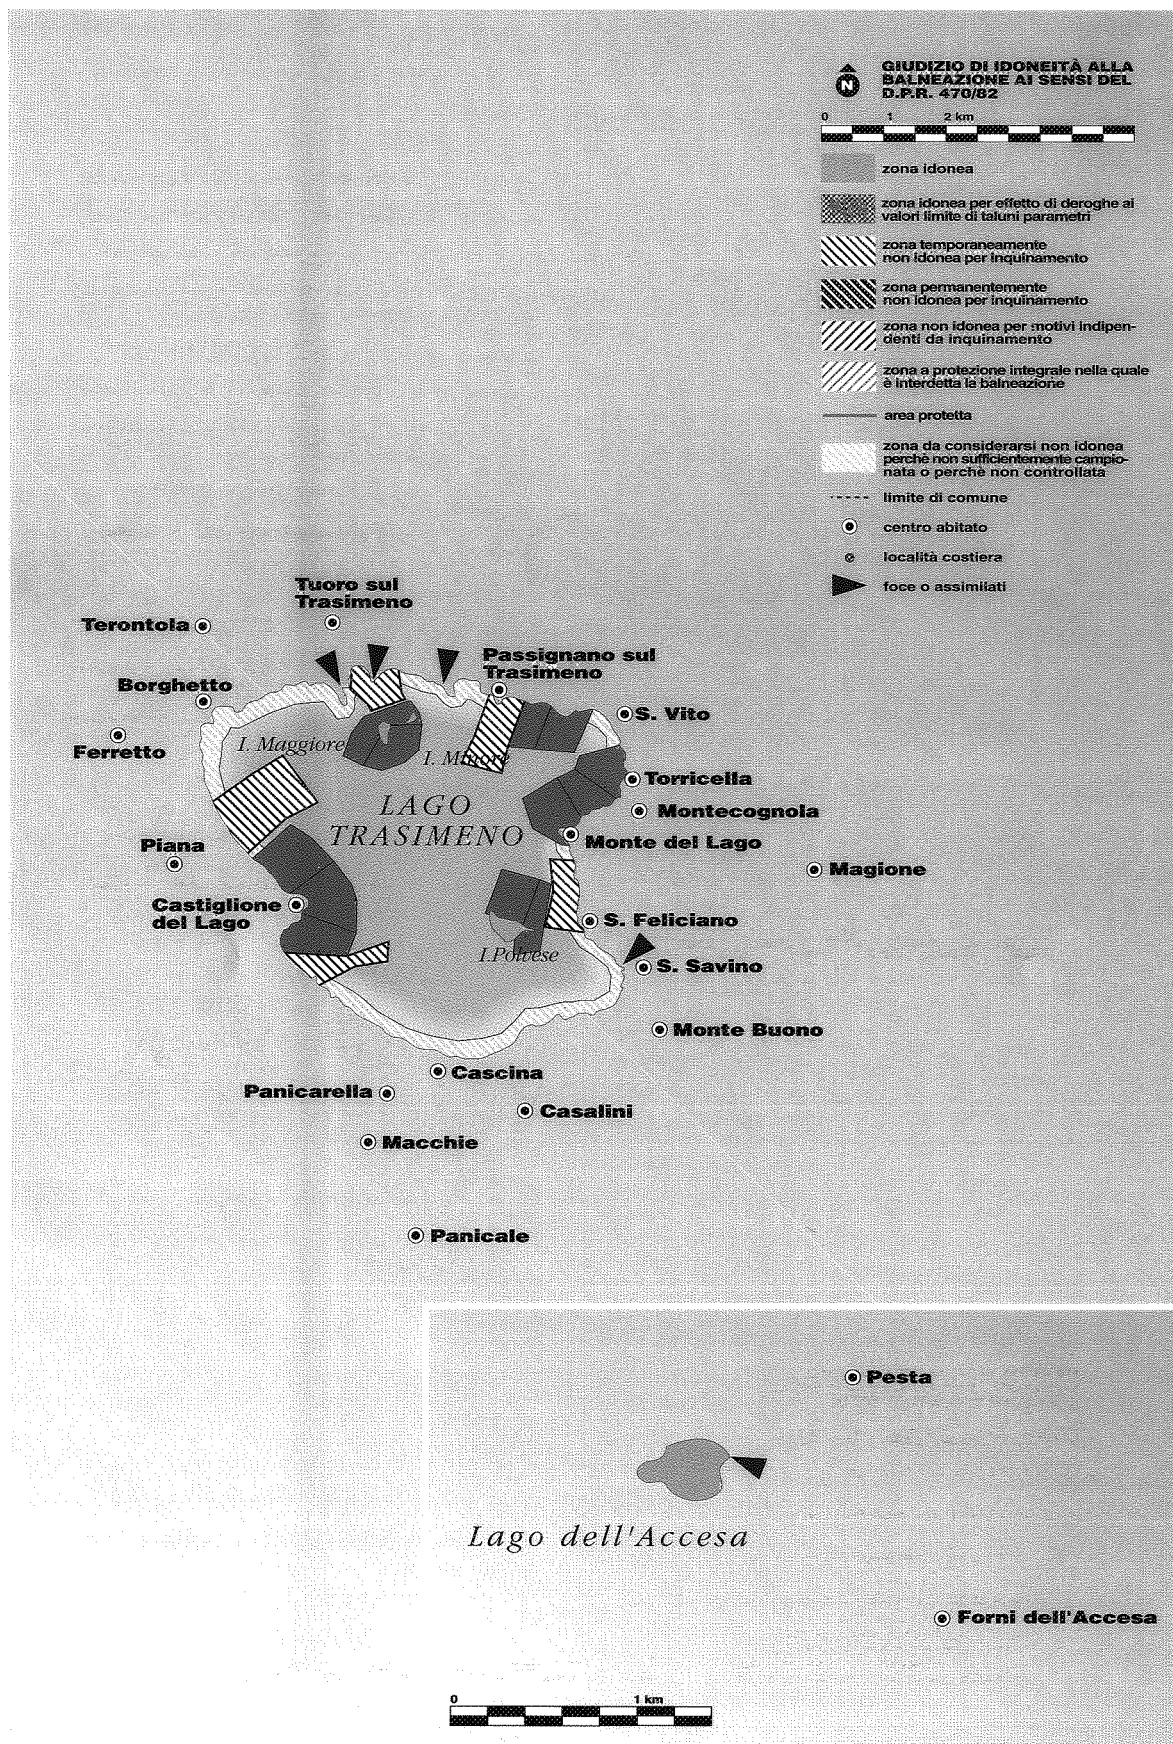 N
GIUDIZIO DI IDONEITÀ ALLA
BALNEAZIONE AI SENSI DEL
D.P.R. 470/82
0 1 2 km
zona idonea
zona idonea per effetto di deroghe ai
valori limite di taluni parametri
zona temporaneamente
non idonea per inquinamento
zona permanentemente
non idonea per inquinamento
zona non idonea per motivi indipen-
denti da inquinamento
zona a protezione integrale nella quale
è interdetta la balneazione
area protetta
zona da considerarsi non idonea
perchè non sufficientemente campio-
nata o perchè non controllata
limite di comune
centro abitato
località costiera
foce o assimilati
Tuoro sul
Trasimeno
Terontola
Passignano sul
Trasimeno
Borghetto
S. Vito
Ferretto
I. Maggiore
I. Minore
Torricella
LAGO
TRASIMENO
Montecognola
Monte del Lago
Piana
Magione
Castiglione
del Lago
S. Feliciano
I.Polvese
S. Savino
Monte Buono
Cascina
Panicarella
Casalini
Macchie
Panicale
Pesta
Lago dell'Accesa
Forni dell'Accesa
0 1 km